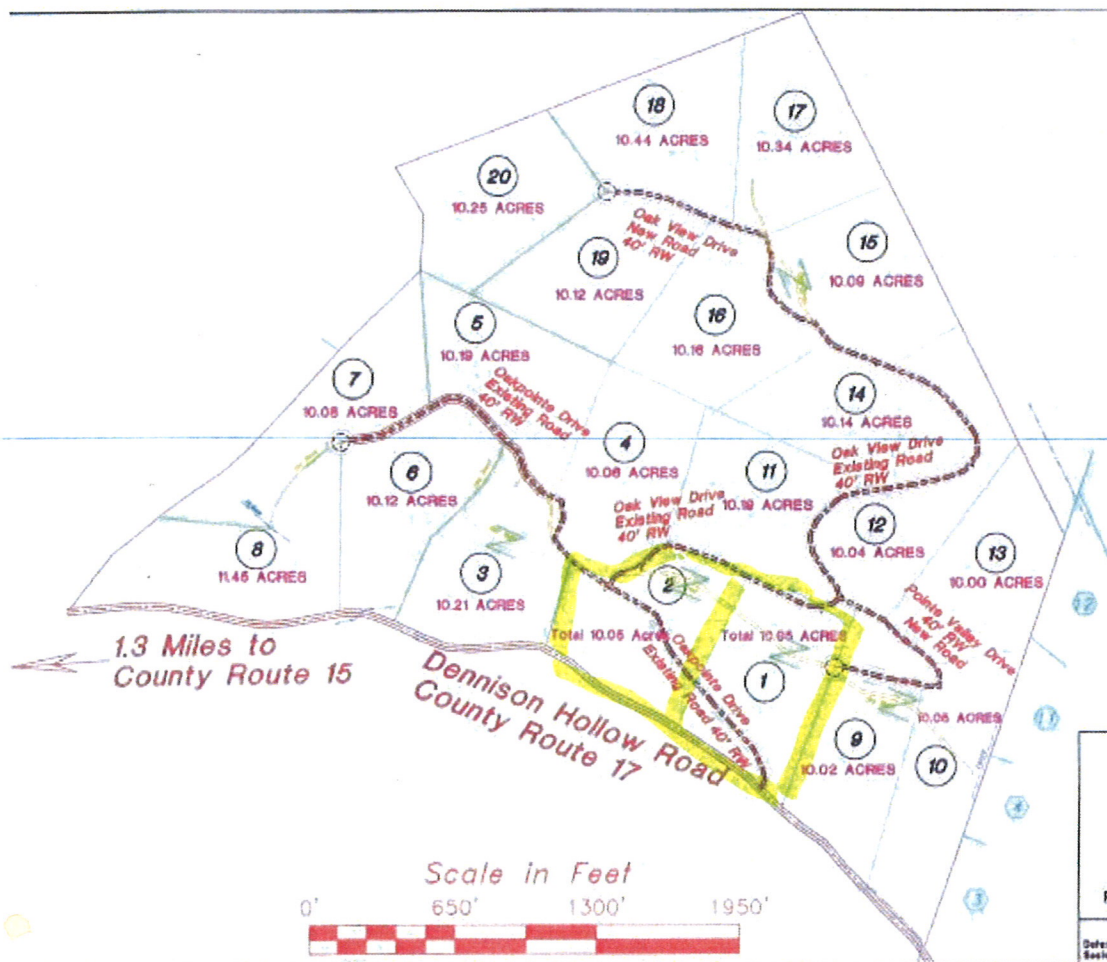 18
10.44 ACRES
17
10.34 ACRES
20
10.25 ACRES
Oak View Drive
New Road
40' RW
15
10.09 ACRES
19
10.12 ACRES
16
10.16 ACRES
5
10.19 ACRES
7
10.08 ACRES
Oakpointe Drive
Existing Road
40' RW
14
10.14 ACRES
4
10.06 ACRES
6
10.12 ACRES
Oak View Drive
Existing Road
40' RW
11
10.19 ACRES
Oak View Drive
Existing Road
40' RW
12
10.04 ACRES
13
10.00 ACRES
8
11.45 ACRES
3
10.21 ACRES
2
Total 10.05 Acres
Total 10.05 ACRES
1
Oakpointe Drive
Existing Road 40' RW
Pointe Valley Drive
40' RW
New Road
9
10.02 ACRES
10.05 ACRES
10
12
11
4
3
1.3 Miles to
County Route 15
Dennison Hollow Road
County Route 17
Scale in Feet
0' 650' 1300' 1950'